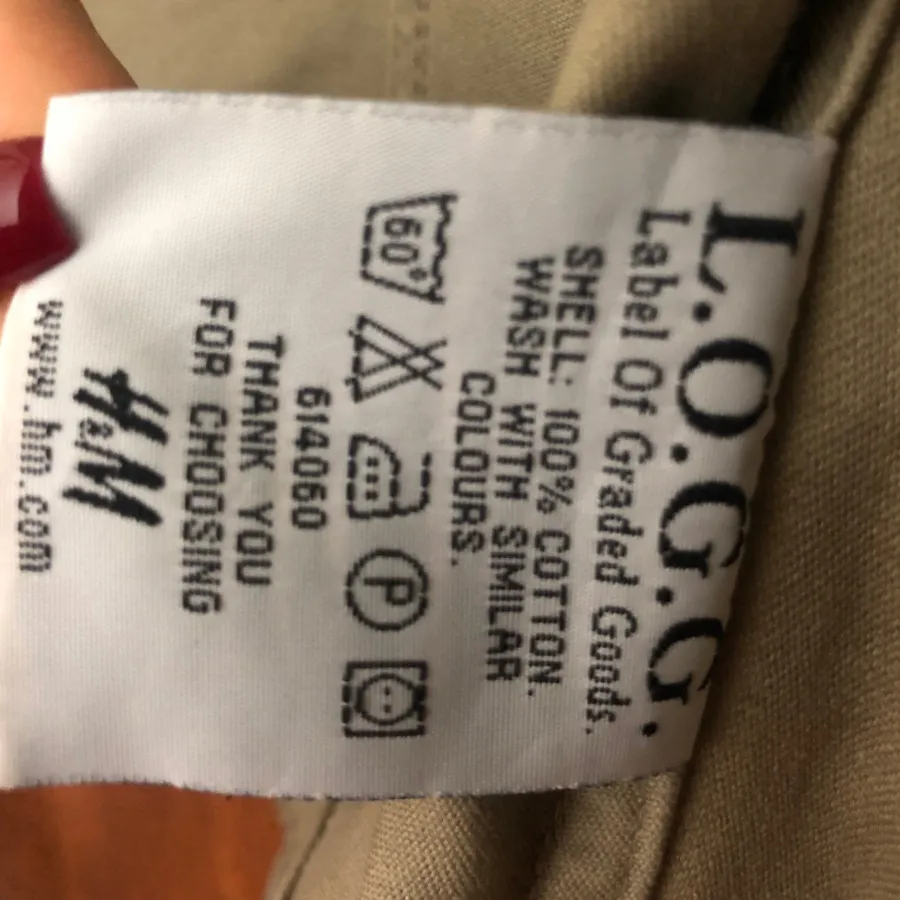 L.O.G.G.
Label Of Graded Goods.
SHELL: 100% COTTON.
WASH WITH SIMILAR
COLOURS.
60°
P
614060
THANK YOU
FOR CHOOSING
H&M
www.hm.com